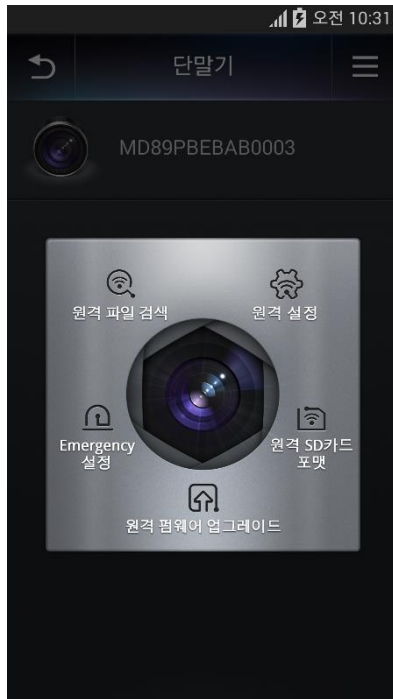 오전 10:31
단말기
MD89PBEBAB0003
원격 파일 검색
원격 설정
Emergency
설정
원격 SD카드
포맷
원격 펌웨어 업그레이드